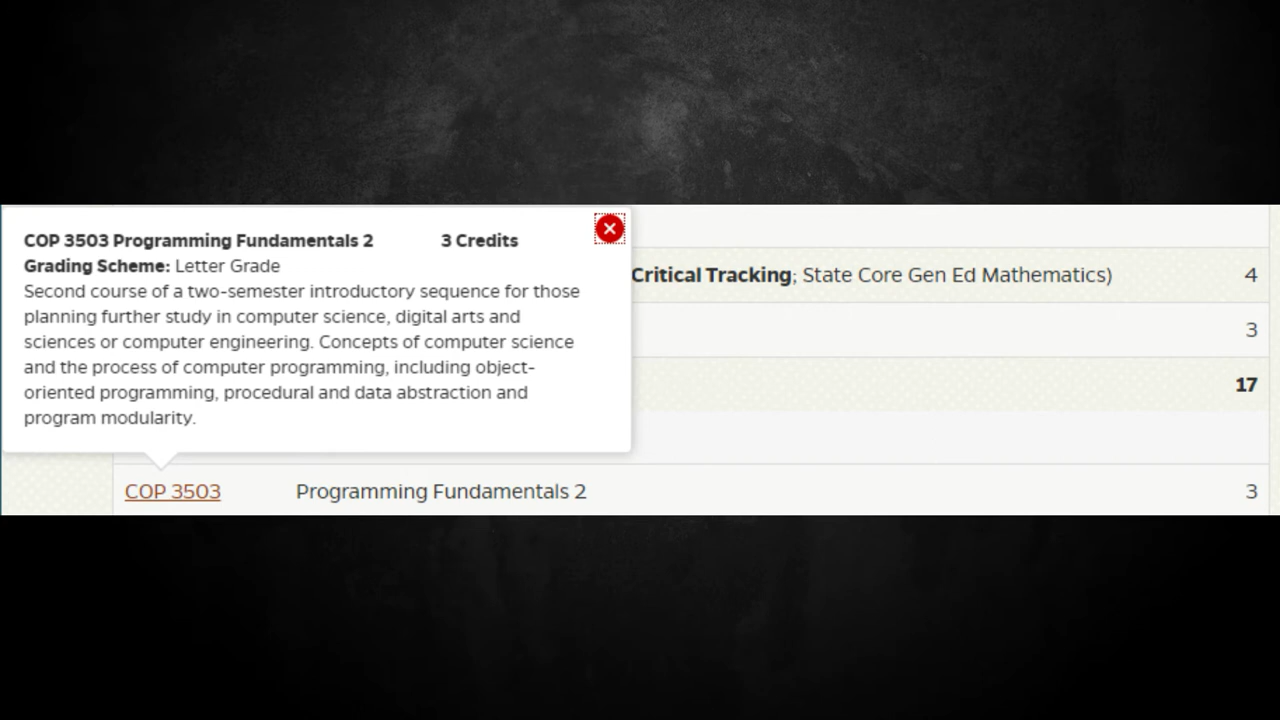 COP 3503 Programming Fundamentals 2 3 Credits
Grading Scheme: Letter Grade
Second course of a two-semester introductory sequence for those
planning further study in computer science, digital arts and
sciences or computer engineering. Concepts of computer science
and the process of computer programming, including object-
oriented programming, procedural and data abstraction and
program modularity.
Critical Tracking; State Core Gen Ed Mathematics) 4
3
17
COP 3503 Programming Fundamentals 2 3